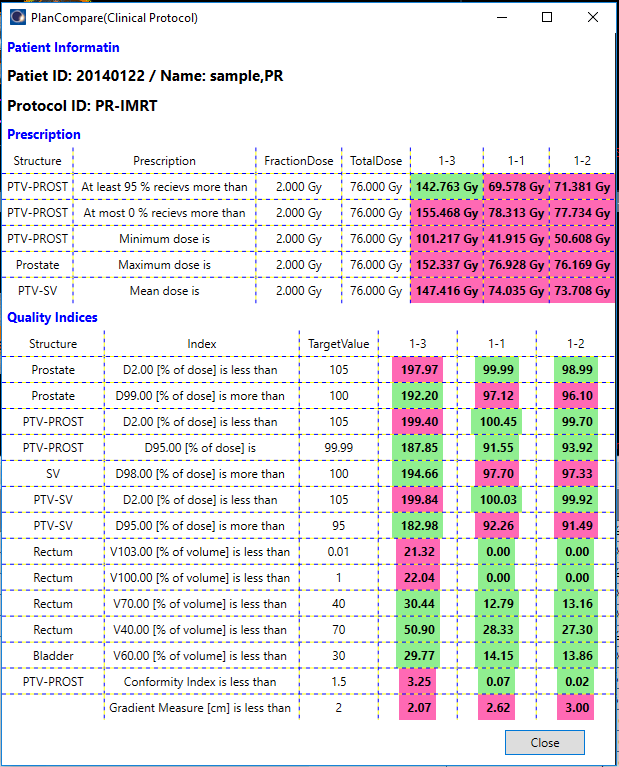 PlanCompare(Clinical Protocol)
Patient Informatin
Patiet ID: 20140122 / Name: sample,PR
Protocol ID: PR-IMRT
Prescription
Structure Prescription FractionDose TotalDose 1-3 1-1 1-2
PTV-PROST At least 95 % recievs more than 2.000 Gy 76.000 Gy 142.763 Gy 69.578 Gy 71.381 Gy
PTV-PROST At most 0 % recievs more than 2.000 Gy 76.000 Gy 155.468 Gy 78.313 Gy 77.734 Gy
PTV-PROST Minimum dose is 2.000 Gy 76.000 Gy 101.217 Gy 41.915 Gy 50.608 Gy
Prostate Maximum dose is 2.000 Gy 76.000 Gy 152.337 Gy 76.928 Gy 76.169 Gy
PTV-SV Mean dose is 2.000 Gy 76.000 Gy 147.416 Gy 74.035 Gy 73.708 Gy
Quality Indices
Structure Index TargetValue 1-3 1-1 1-2
Prostate D2.00 [% of dose] is less than 105 197.97 99.99 98.99
Prostate D99.00 [% of dose] is more than 100 192.20 97.12 96.10
PTV-PROST D2.00 [% of dose] is less than 105 199.40 100.45 99.70
PTV-PROST D95.00 [% of dose] is 99.99 187.85 91.55 93.92
SV D98.00 [% of dose] is more than 100 194.66 97.70 97.33
PTV-SV D2.00 [% of dose] is less than 105 199.84 100.03 99.92
PTV-SV D95.00 [% of dose] is more than 95 182.98 92.26 91.49
Rectum V103.00 [% of volume] is less than 0.01 21.32 0.00 0.00
Rectum V100.00 [% of volume] is less than 1 22.04 0.00 0.00
Rectum V70.00 [% of volume] is less than 40 30.44 12.79 13.16
Rectum V40.00 [% of volume] is less than 70 50.90 28.33 27.30
Bladder V60.00 [% of volume] is less than 30 29.77 14.15 13.86
PTV-PROST Conformity Index is less than 1.5 3.25 0.07 0.02
Gradient Measure [cm] is less than 2 2.07 2.62 3.00
Close